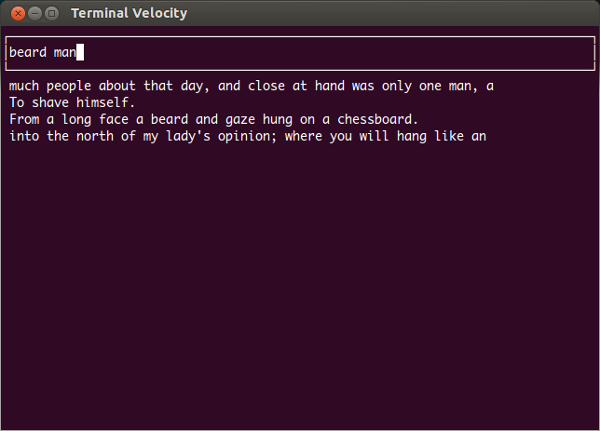 Terminal Velocity
beard man
much people about that day, and close at hand was only one man, a
To shave himself.
From a long face a beard and gaze hung on a chessboard.
into the north of my lady's opinion; where you will hang like an